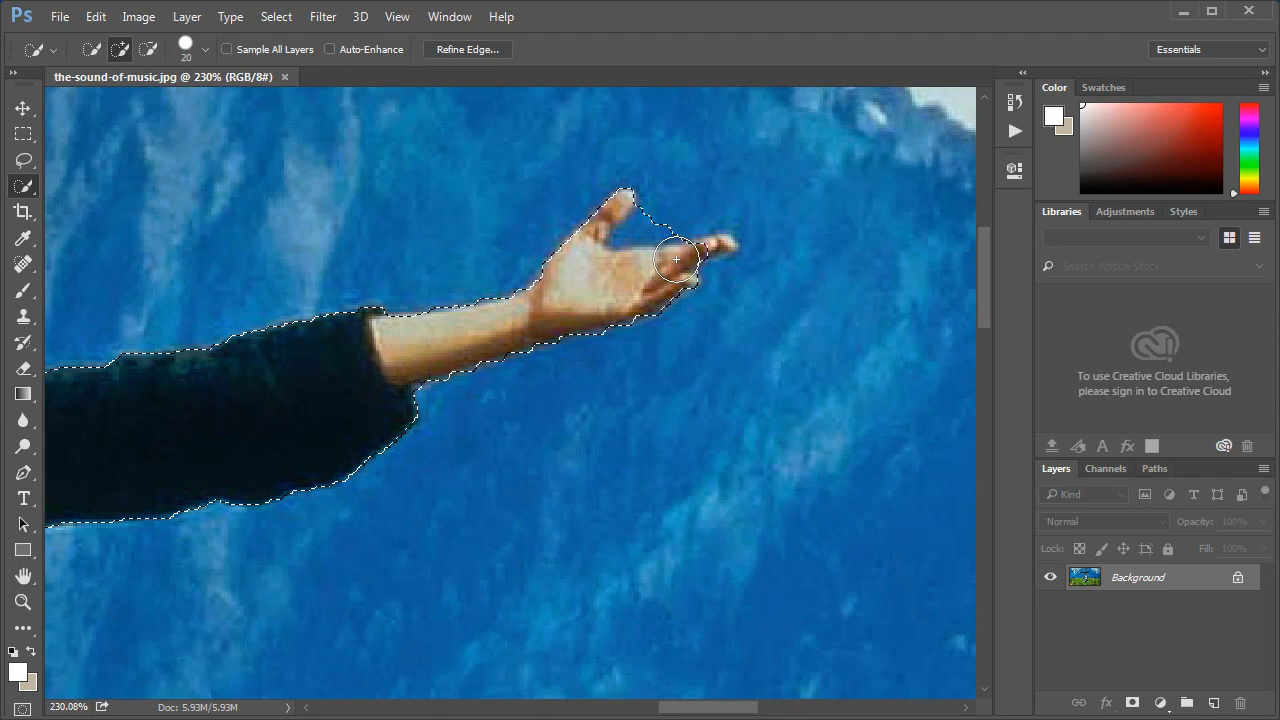 Ps File Edit Image Layer Type Select Filter 3D View Window Help
20 Sample All Layers Auto-Enhance Refine Edge... Essentials
the-sound-of-music.jpg @ 230% (RGB/8#) ×
Color Swatches
Libraries Adjustments Styles
Search Adobe Stock
To use Creative Cloud Libraries,
please sign in to Creative Cloud
Layers Channels Paths
Kind
Normal Opacity: 100%
Lock: Fill: 100%
Background
230.08% Doc: 5.93M/5.93M